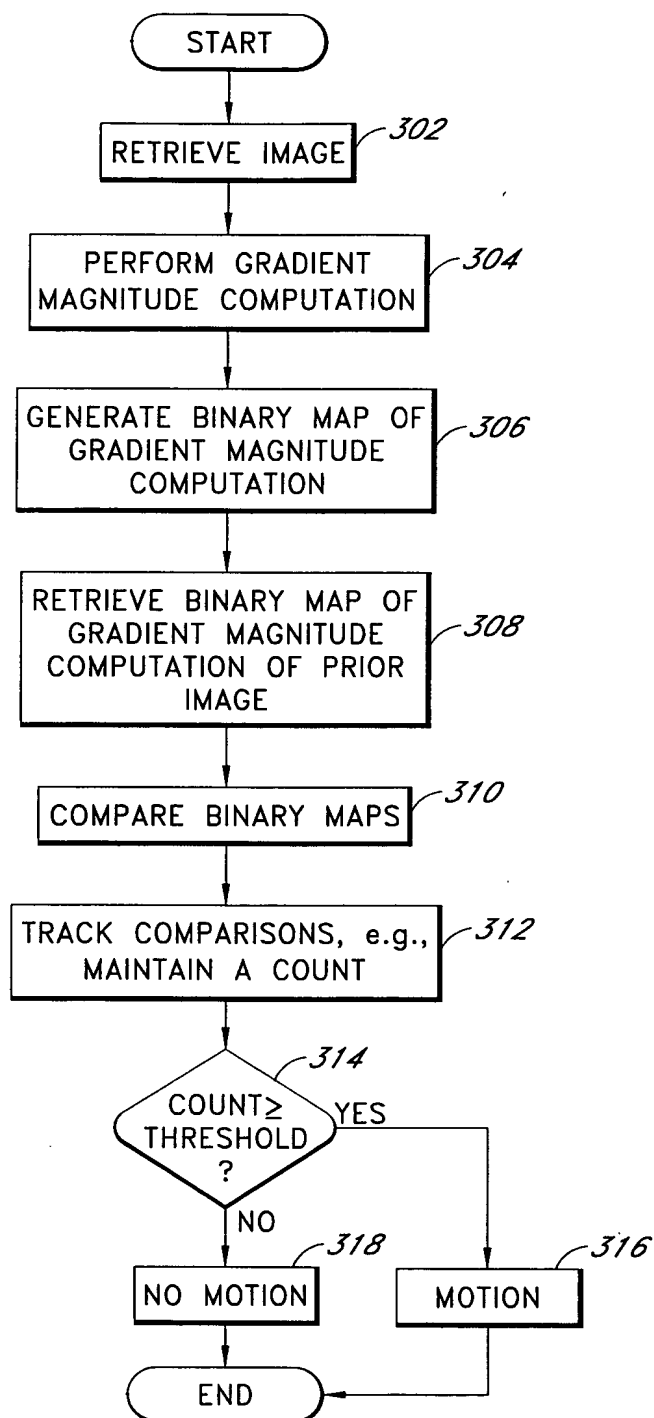 START
302
RETRIEVE IMAGE
304
PERFORM GRADIENT
MAGNITUDE COMPUTATION
306
GENERATE BINARY MAP OF
GRADIENT MAGNITUDE
COMPUTATION
308
RETRIEVE BINARY MAP OF
GRADIENT MAGNITUDE
COMPUTATION OF PRIOR
IMAGE
310
COMPARE BINARY MAPS
312
TRACK COMPARISONS, e.g.,
MAINTAIN A COUNT
314
COUNT≥
THRESHOLD
?
YES
NO
318
NO MOTION
316
MOTION
END